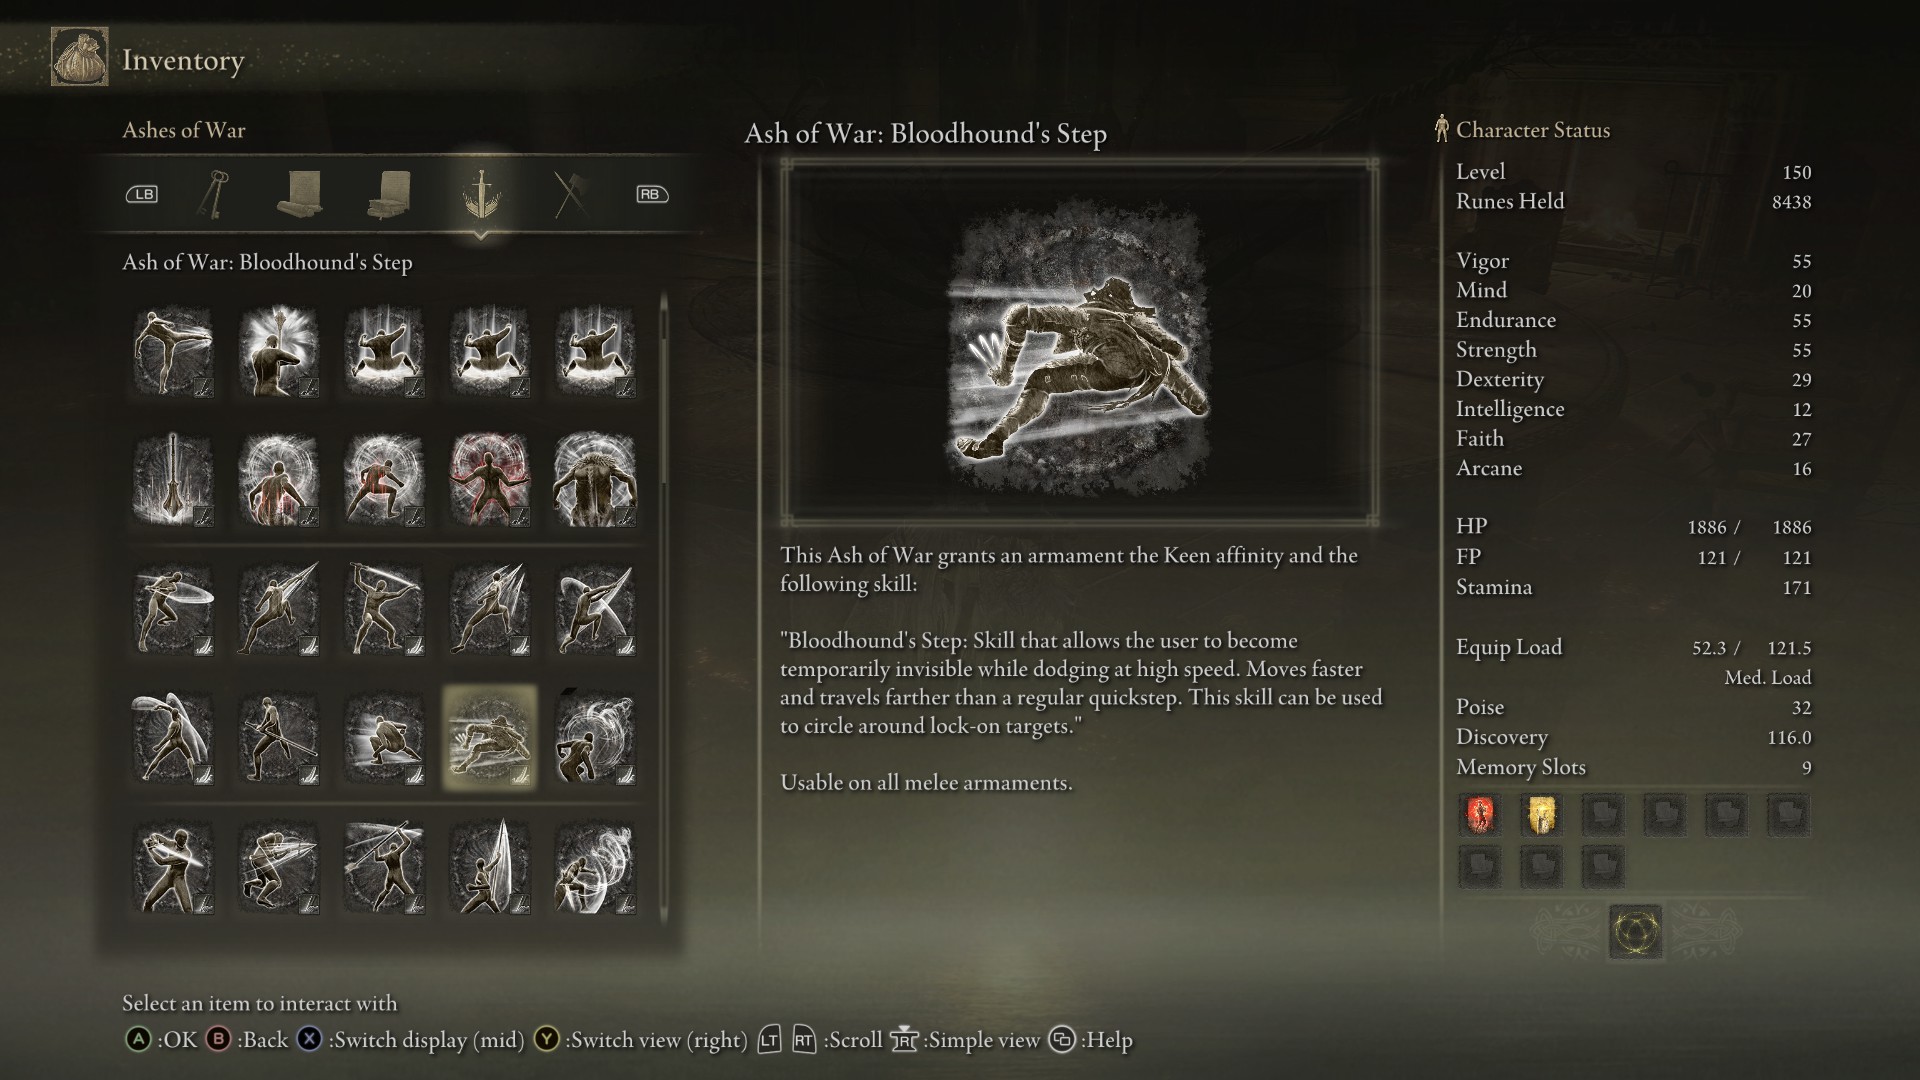 Inventory
Ashes of War
LB
RB
Ash of War: Bloodhound's Step
Ash of War: Bloodhound's Step
This Ash of War grants an armament the Keen affinity and the
following skill:
"Bloodhound's Step: Skill that allows the user to become
temporarily invisible while dodging at high speed. Moves faster
and travels farther than a regular quickstep. This skill can be used
to circle around lock-on targets."
Usable on all melee armaments.
Character Status
Level 150
Runes Held 8438
Vigor 55
Mind 20
Endurance 55
Strength 55
Dexterity 29
Intelligence 12
Faith 27
Arcane 16
HP 1886 / 1886
FP 121 / 121
Stamina 171
Equip Load 52.3 / 121.5
Med. Load
Poise 32
Discovery 116.0
Memory Slots 9
Select an item to interact with
A :OK B :Back X :Switch display (mid) Y :Switch view (right) LT RT :Scroll R :Simple view :Help